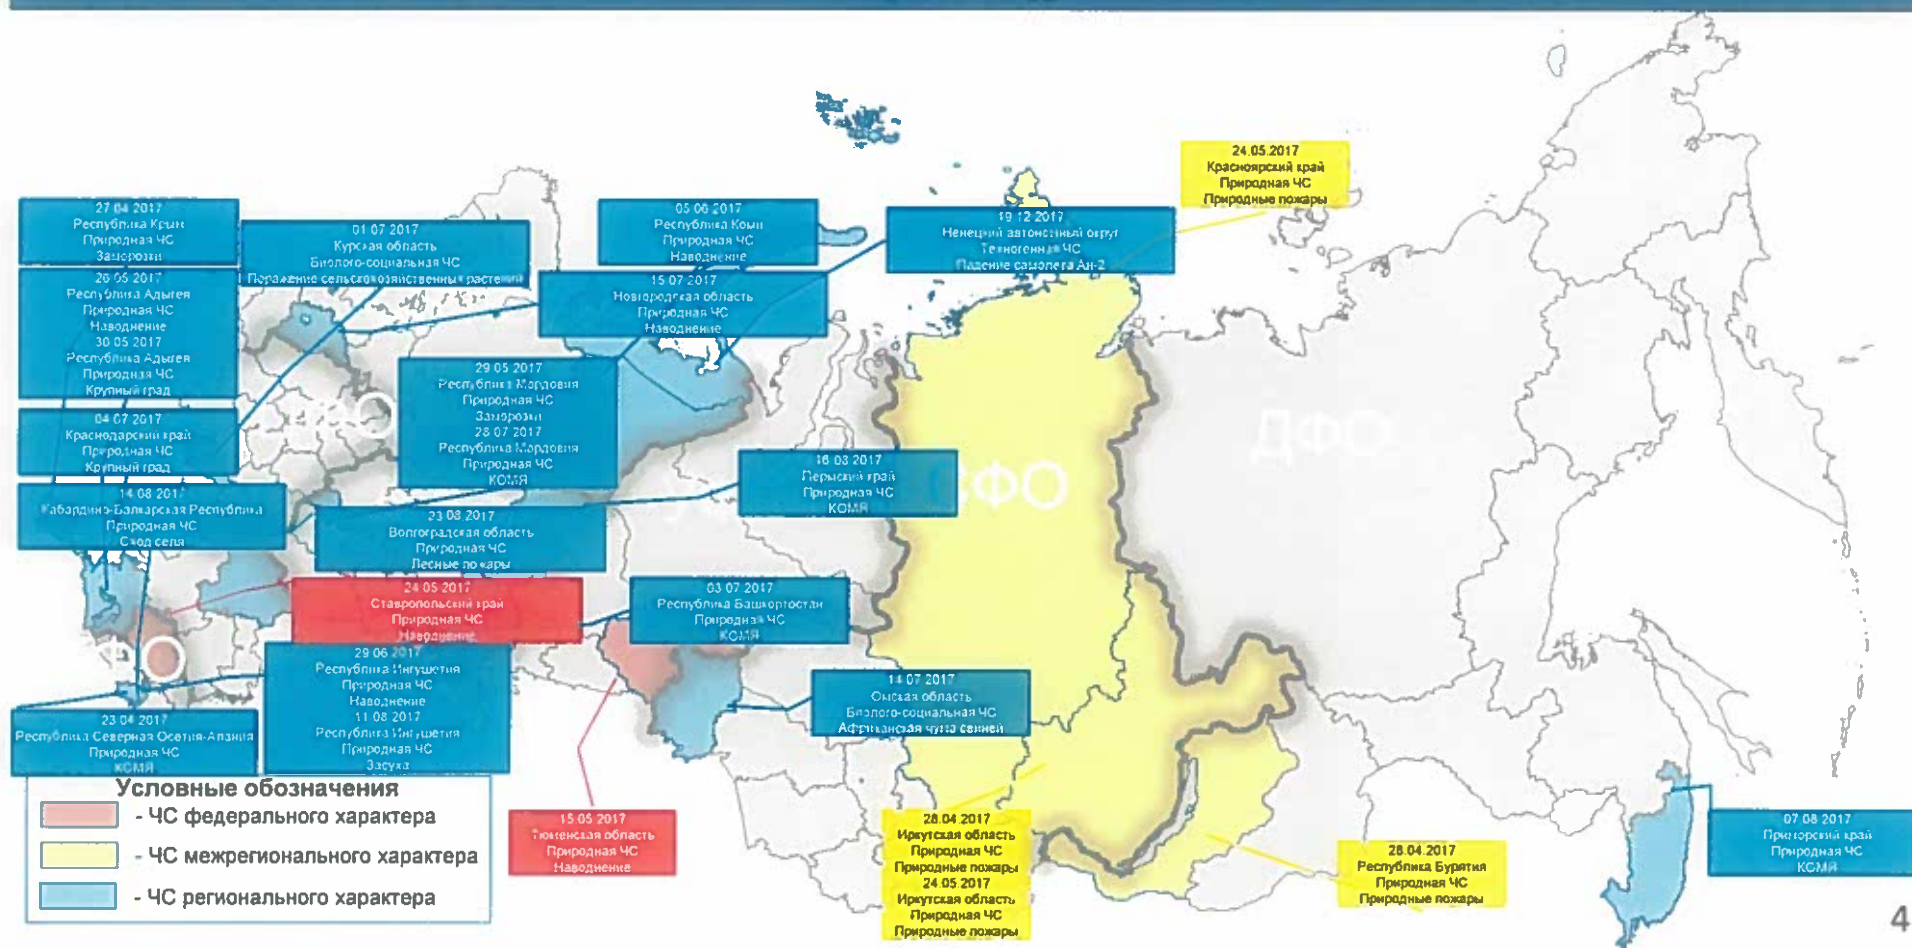 27 04 2017
Республика Крым
Природная ЧС
Заморозки
26 05 2017
Республика Адыгея
Природная ЧС
Наводнение
30 05 2017
Республика Адыгея
Природная ЧС
Крупный град
04 07 2017
Краснодарский край
Природная ЧС
Крупный град
14 08 2017
Кабардино-Балкарская Республика
Природная ЧС
Сход селя
01 07 2017
Курская область
Биолого-социальная ЧС
Поражение сельскохозяйственных растений
05 06 2017
Республика Коми
Природная ЧС
Наводнение
15 07 2017
Новгородская область
Природная ЧС
Наводнение
19 12 2017
Ненецкий автономный округ
Техногенная ЧС
Падение самолета Ан-2
24.05.2017
Красноярский край
Природная ЧС
Природные пожары
29 05 2017
Республика Мордовия
Природная ЧС
Заморозки
28 07 2017
Республика Мордовия
Природная ЧС
КОМЯ
16 03 2017
Пермский край
Природная ЧС
КОМЯ
23 08 2017
Волгоградская область
Природная ЧС
Лесные пожары
24 05 2017
Ставропольский край
Природная ЧС
Наводнение
03 07 2017
Республика Башкортостан
Природная ЧС
КОМЯ
29 06 2017
Республика Ингушетия
Природная ЧС
Наводнение
11 08 2017
Республика Ингушетия
Природная ЧС
Засуха
23 04 2017
Республика Северная Осетия-Алания
Природная ЧС
КОМЯ
14 07 2017
Омская область
Биолого-социальная ЧС
Африканская чума свиней
15 05 2017
Тюменская область
Природная ЧС
Наводнение
28.04.2017
Иркутская область
Природная ЧС
Природные пожары
24.05.2017
Иркутская область
Природная ЧС
Природные пожары
28.04.2017
Республика Бурятия
Природная ЧС
Природные пожары
07 08 2017
Приморский край
Природная ЧС
КОМЯ
СФО
ДФО
Условные обозначения
- ЧС федерального характера
- ЧС межрегионального характера
- ЧС регионального характера
4